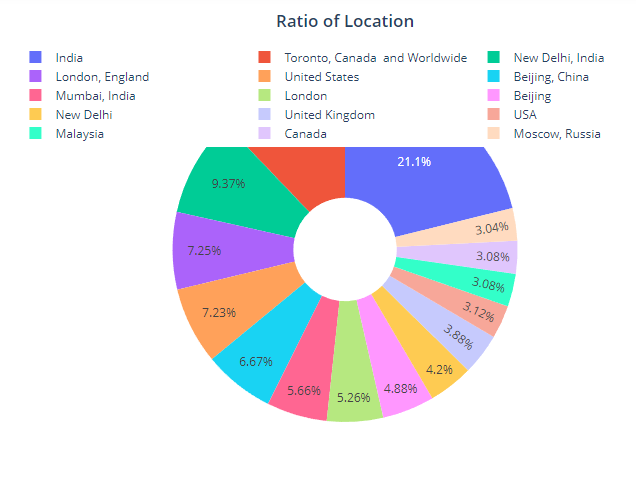 Ratio of Location
India
Toronto, Canada  and Worldwide
New Delhi, India
London, England
United States
Beijing, China
Mumbai, India
London
Beijing
New Delhi
United Kingdom
USA
Malaysia
Canada
Moscow, Russia
21.1%
9.37%
3.04%
7.25%
3.08%
3.08%
7.23%
3.12%
3.88%
6.67%
4.2%
5.66%
5.26%
4.88%